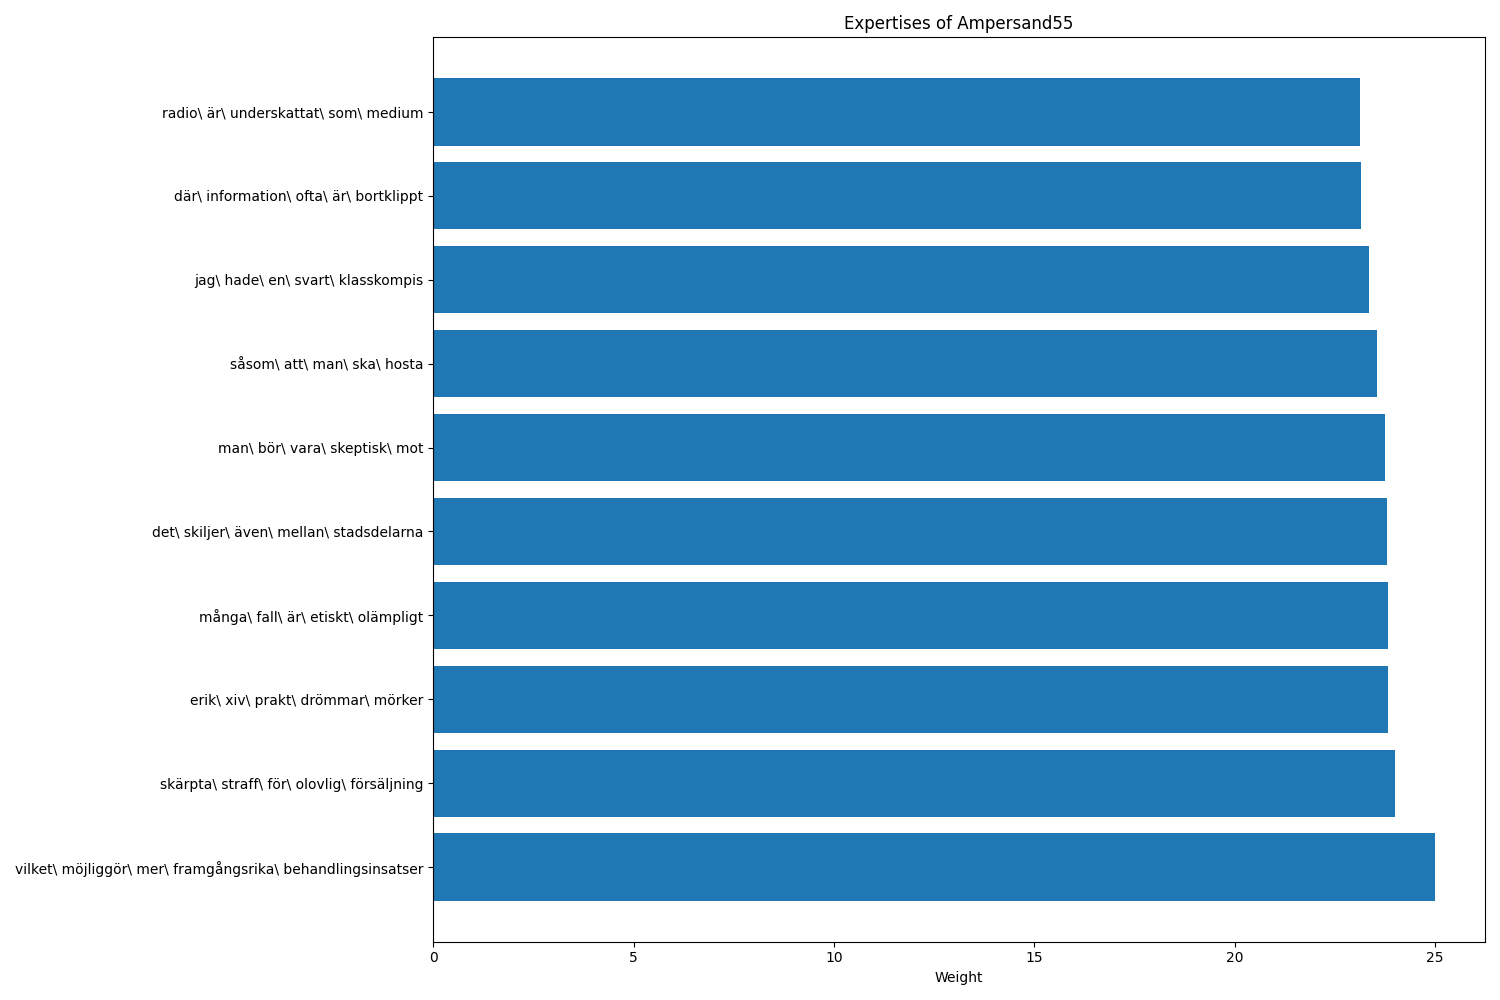 Expertises of Ampersand55
radio\ är\ underskattat\ som\ medium
där\ information\ ofta\ är\ bortklippt
jag\ hade\ en\ svart\ klasskompis
såsom\ att\ man\ ska\ hosta
man\ bör\ vara\ skeptisk\ mot
det\ skiljer\ även\ mellan\ stadsdelarna
många\ fall\ är\ etiskt\ olämpligt
erik\ xiv\ prakt\ drömmar\ mörker
skärpta\ straff\ för\ olovlig\ försäljning
vilket\ möjliggör\ mer\ framgångsrika\ behandlingsinsatser
0 5 10 15 20 25
Weight